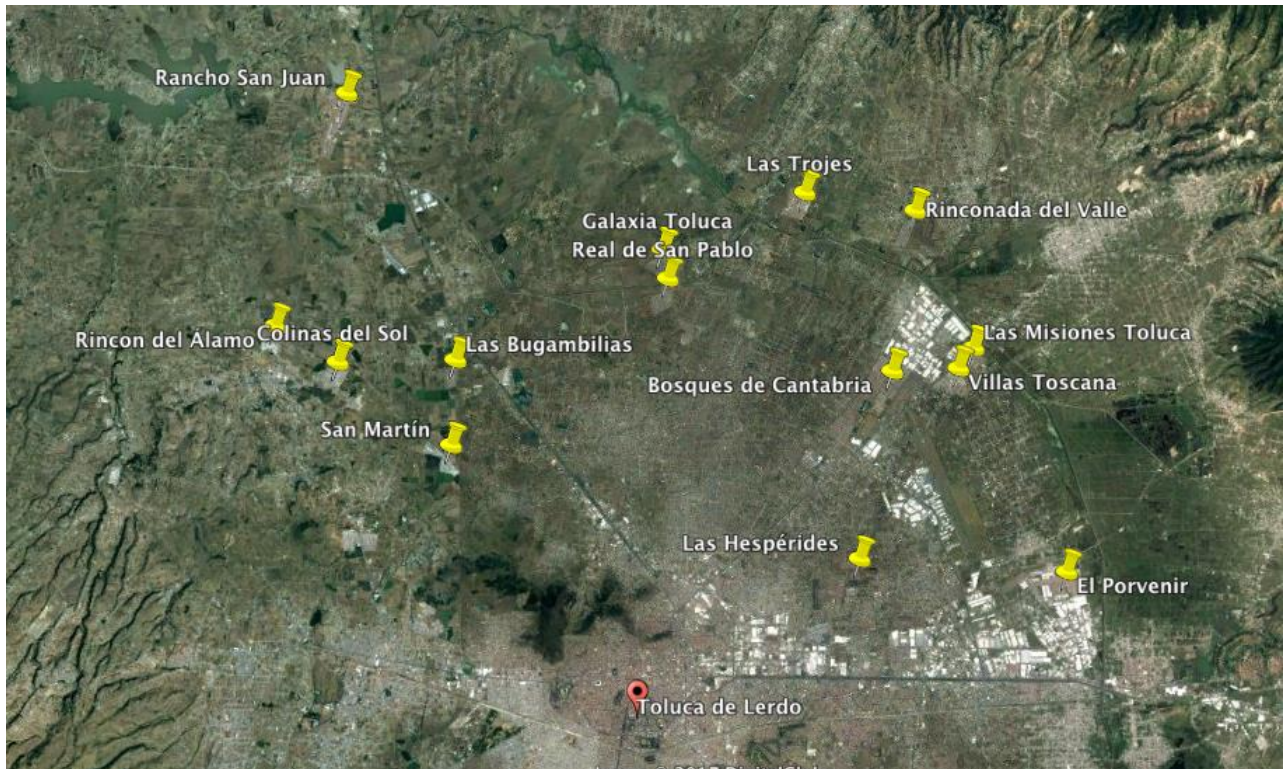 Rancho San Juan
Las Trojes
Rinconada del Valle
Galaxia Toluca
Real de San Pablo
Rincon del Álamo
Colinas del Sol
Las Bugambilias
Las Misiones Toluca
Bosques de Cantabria
Villas Toscana
San Martín
Las Hespérides
El Porvenir
Toluca de Lerdo